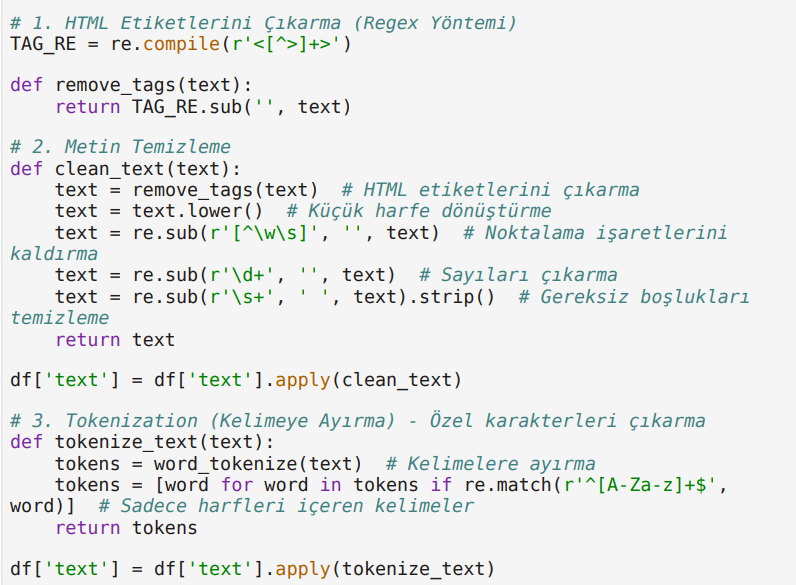 # 1. HTML Etiketlerini Çıkarma (Regex Yöntemi)
TAG_RE = re.compile(r'<[^>]+>')
def remove_tags(text):
    return TAG_RE.sub('', text)
# 2. Metin Temizleme
def clean_text(text):
    text = remove_tags(text)  # HTML etiketlerini çıkarma
    text = text.lower()  # Küçük harfe dönüştürme
    text = re.sub(r'[^\w\s]', '', text)  # Noktalama işaretlerini
kaldırma
    text = re.sub(r'\d+', '', text)  # Sayıları çıkarma
    text = re.sub(r'\s+', ' ', text).strip()  # Gereksiz boşlukları
temizleme
    return text
df['text'] = df['text'].apply(clean_text)
# 3. Tokenization (Kelimeye Ayırma) - Özel karakterleri çıkarma
def tokenize_text(text):
    tokens = word_tokenize(text)  # Kelimelere ayırma
    tokens = [word for word in tokens if re.match(r'^[A-Za-z]+$',
word)]  # Sadece harfleri içeren kelimeler
    return tokens
df['text'] = df['text'].apply(tokenize_text)